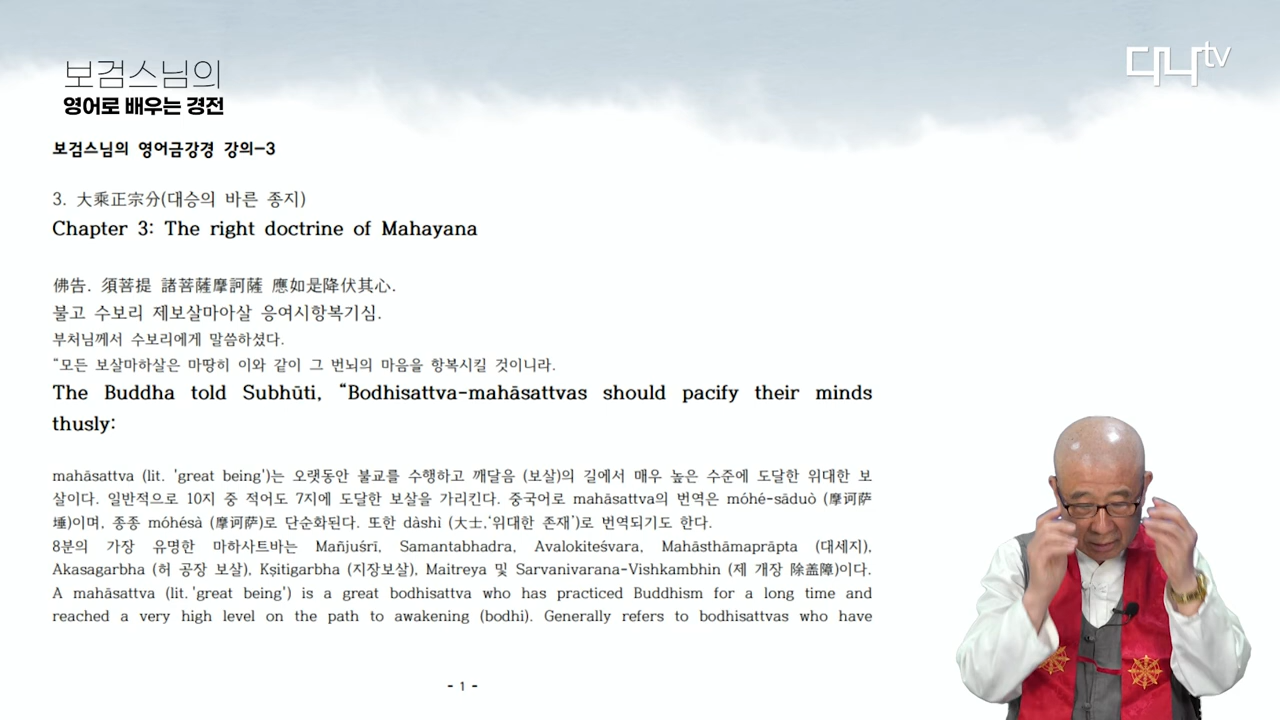 보검스님의
영어로 배우는 경전
다나tv
보검스님의 영어금강경 강의-3
3. 大乘正宗分(대승의 바른 종지)
Chapter 3: The right doctrine of Mahayana
佛告. 須菩提 諸菩薩摩訶薩 應如是降伏其心.
불고 수보리 제보살마아살 응여시항복기심.
부처님께서 수보리에게 말씀하셨다.
“모든 보살마하살은 마땅히 이와 같이 그 번뇌의 마음을 항복시킬 것이니라.
The Buddha told Subhūti, “Bodhisattva-mahāsattvas should pacify their minds
thusly:
mahāsattva (lit. 'great being')는 오랫동안 불교를 수행하고 깨달음 (보살)의 길에서 매우 높은 수준에 도달한 위대한 보
살이다. 일반적으로 10지 중 적어도 7지에 도달한 보살을 가리킨다. 중국어로 mahāsattva의 번역은 móhé-sāduò (摩诃萨
埵)이며, 종종 móhésà (摩诃萨)로 단순화된다. 또한 dàshì (大士,'위대한 존재')로 번역되기도 한다.
8분의 가장 유명한 마하사트바는 Mañjuśrī, Samantabhadra, Avalokiteśvara, Mahāsthāmaprāpta (대세지),
Akasagarbha (허 공장 보살), Kṣitigarbha (지장보살), Maitreya 및 Sarvanivarana-Vishkambhin (제 개장 除盖障)이다.
A mahāsattva (lit. 'great being') is a great bodhisattva who has practiced Buddhism for a long time and
reached a very high level on the path to awakening (bodhi). Generally refers to bodhisattvas who have
- 1 -